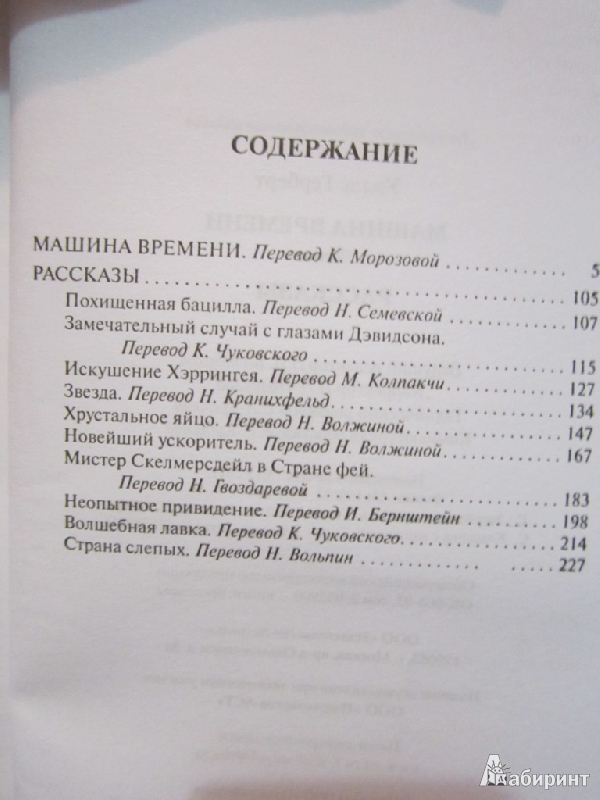 СОДЕРЖАНИЕ
МАШИНА ВРЕМЕНИ. Перевод К. Морозовой . . . . . . . . . . . . 5
РАССКАЗЫ . . . . . . . . . . . . . . . . . . . . . . . . . . . . . . . . . . . 105
Похищенная бацилла. Перевод Н. Семевской . . . . . . . . . 107
Замечательный случай с глазами Дэвидсона.
Перевод К. Чуковского . . . . . . . . . . . . . . . . . . . . 115
Искушение Хэррингея. Перевод М. Колпакчи . . . . . . . . . 127
Звезда. Перевод Н. Кранихфельд . . . . . . . . . . . . . . . . . 134
Хрустальное яйцо. Перевод Н. Волжиной . . . . . . . . . . . 147
Новейший ускоритель. Перевод Н. Волжиной . . . . . . . . . 167
Мистер Скелмерсдейл в Стране фей.
Перевод Н. Гвоздаревой . . . . . . . . . . . . . . . . . . . 183
Неопытное привидение. Перевод И. Бернштейн . . . . . . . 198
Волшебная лавка. Перевод К. Чуковского . . . . . . . . . . . 214
Страна слепых. Перевод Н. Вольпин . . . . . . . . . . . . . . . 227
Лабиринт